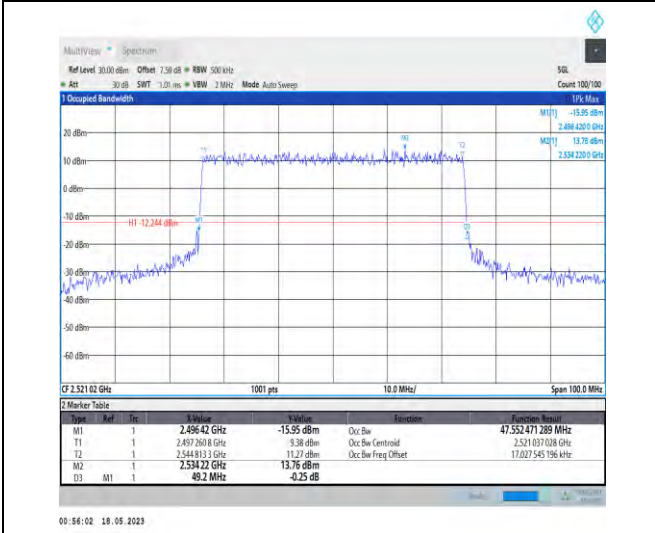 MultiView Spectrum
Ref Level 30.00 dBm Offset 7.59 dB RBW 500 kHz SGL
Att 30 dB SWT 1.01 ms VBW 2 MHz Mode Auto Sweep Count 100/100
1 Occupied Bandwidth 1Pk Max
M1[1] -15.95 dBm
2.496 420 0 GHz
M2[1] 13.76 dBm
2.534 220 0 GHz
20 dBm
M2
T1 T2
10 dBm
0 dBm
-10 dBm
H1 -12.244 dBm
M1
D3
-20 dBm
-30 dBm
-40 dBm
-50 dBm
-60 dBm
CF 2.521 02 GHz 1001 pts 10.0 MHz/ Span 100.0 MHz
2 Marker Table
Type Ref Trc X-Value Y-Value Function Function Result
M1 1 2.496 42 GHz -15.95 dBm Occ Bw 47.552 471 289 MHz
T1 1 2.497 260 8 GHz 9.38 dBm Occ Bw Centroid 2.521 037 028 GHz
T2 1 2.544 813 3 GHz 11.27 dBm Occ Bw Freq Offset 17.027 545 196 kHz
M2 1 2.534 22 GHz 13.76 dBm
D3 M1 1 49.2 MHz -0.25 dB
00:56:02 18.05.2023